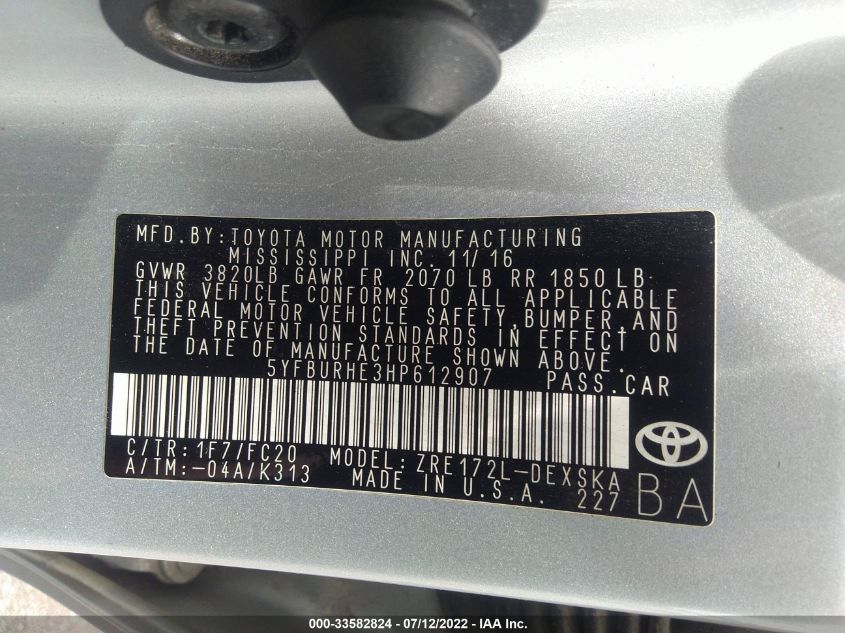 MFD.BY:TOYOTA MOTOR MANUFACTURING
MISSISSIPPI INC. 11/16
GVWR 3820LB GAWR FR 2070 LB RR 1850 LB
THIS VEHICLE CONFORMS TO ALL APPLICABLE
FEDERAL MOTOR VEHICLE SAFETY,BUMPER,AND
THEFT PREVENTION STANDARDS IN EFFECT ON
THE DATE OF MANUFACTURE SHOWN ABOVE.
5YFBURHE3HP612907 PASS.CAR
C/TR:1F7/FC20 MODEL:ZRE172L-DEXSKA
A/TM:-04A/K313 MADE IN U.S.A. 227
BA
000-33582824 - 07/12/2022 - IAA Inc.